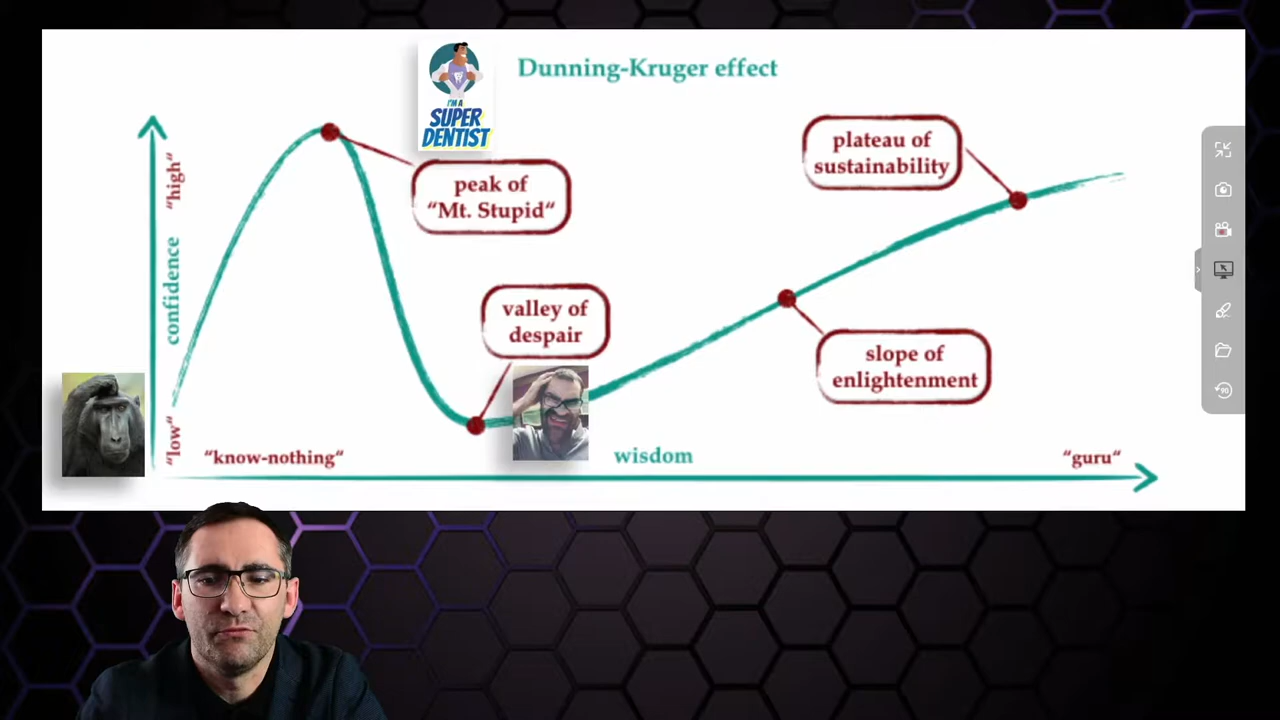 Dunning-Kruger effect
I'M A
SUPER
DENTIST
peak of
“Mt. Stupid“
plateau of
sustainability
valley of
despair
slope of
enlightenment
“high“
confidence
“low“
“know-nothing“
wisdom
“guru“
90